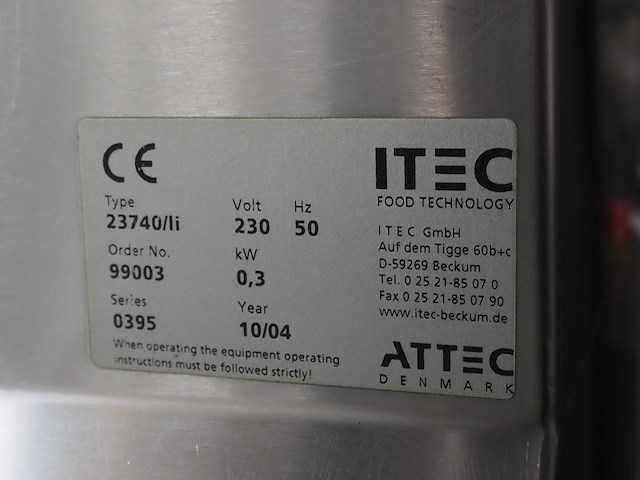 CE
Type
23740/li
Volt
230
Hz
50
Order No.
99003
kW
0,3
Series
0395
Year
10/04
When operating the equipment operating
instructions must be followed strictly!
ITEC
FOOD TECHNOLOGY
ITEC GmbH
Auf dem Tigge 60b+c
D-59269 Beckum
Tel. 0 25 21-85 07 0
Fax 0 25 21-85 07 90
www.itec-beckum.de
ATTEC
DENMARK